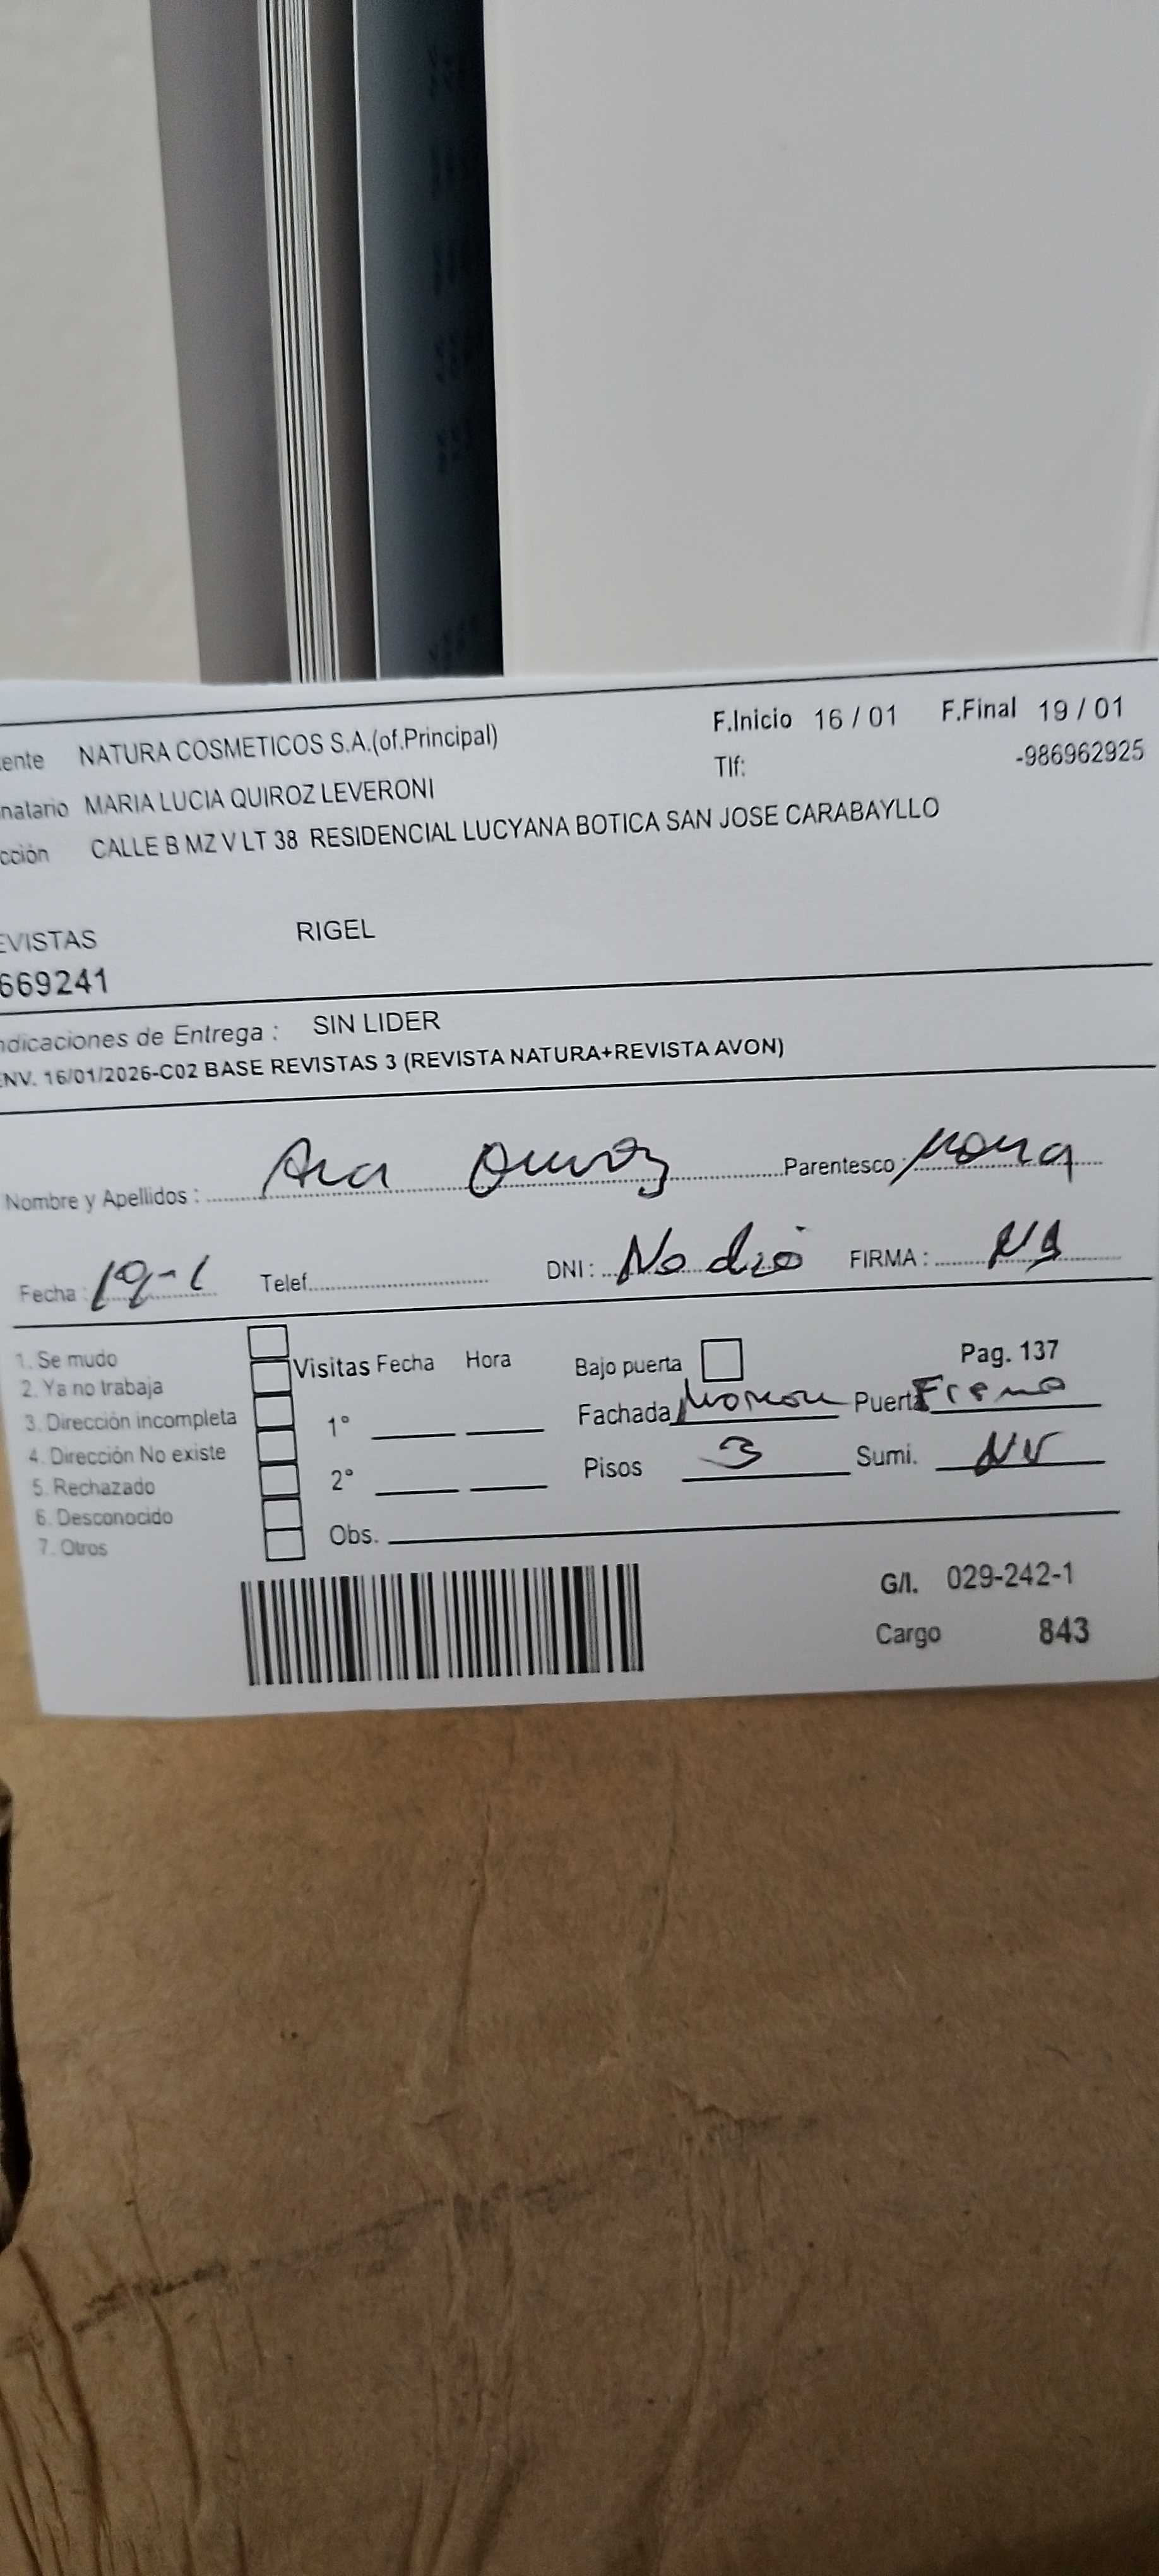 ente NATURA COSMETICOS S.A.(of.Principal) F.Inicio 16 / 01 F.Final 19 / 01
natario MARIA LUCIA QUIROZ LEVERONI Tlf: -986962925
cción CALLE B MZ V LT 38 RESIDENCIAL LUCYANA BOTICA SAN JOSE CARABAYLLO
EVISTAS RIGEL
669241
ndicaciones de Entrega : SIN LIDER
ENV. 16/01/2026-C02 BASE REVISTAS 3 (REVISTA NATURA+REVISTA AVON)
Nombre y Apellidos : Ana Quiroz Parentesco :
Fecha : 19-1 Telef. DNI : No dio FIRMA :
1. Se mudo
2. Ya no trabaja
3. Dirección incompleta
4. Dirección No existe
5. Rechazado
6. Desconocido
7. Otros
Visitas Fecha Hora Bajo puerta Pag. 137
1° Fachada Puerta
2° Pisos 3 Sumi. NV
Obs.
G/I. 029-242-1
Cargo 843